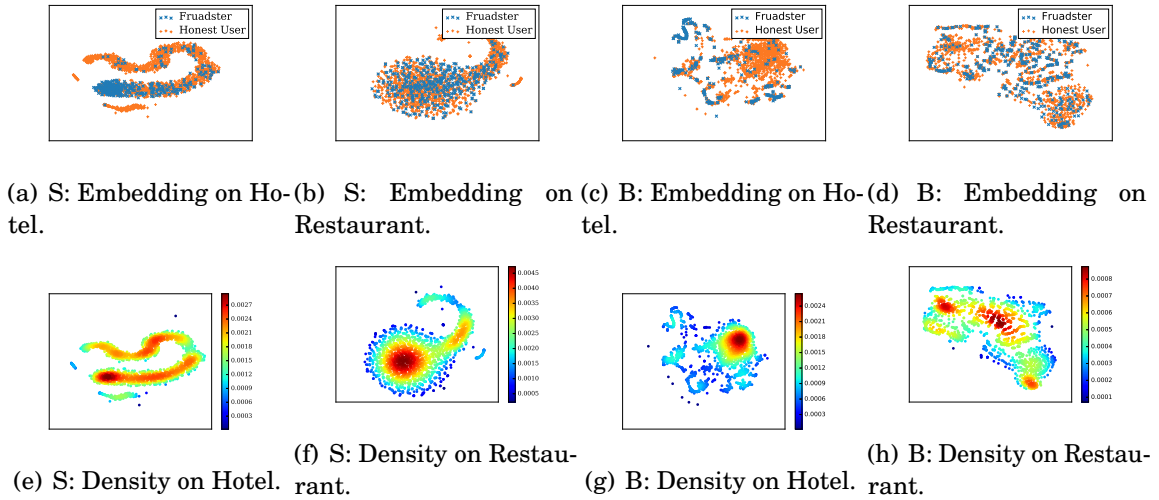 Fruadster
Honest User
Fruadster
Honest User
Fruadster
Honest User
Fruadster
Honest User
(a) S: Embedding on Ho-
tel.
(b) S: Embedding on
Restaurant.
(c) B: Embedding on Ho-
tel.
(d) B: Embedding on
Restaurant.
0.0027
0.0024
0.0021
0.0018
0.0015
0.0012
0.0009
0.0006
0.0003
0.0045
0.0040
0.0035
0.0030
0.0025
0.0020
0.0015
0.0010
0.0005
0.0024
0.0021
0.0018
0.0015
0.0012
0.0009
0.0006
0.0003
0.0008
0.0007
0.0006
0.0005
0.0004
0.0003
0.0002
0.0001
(e) S: Density on Hotel.
(f) S: Density on Restau-
rant.
(g) B: Density on Hotel.
(h) B: Density on Restau-
rant.